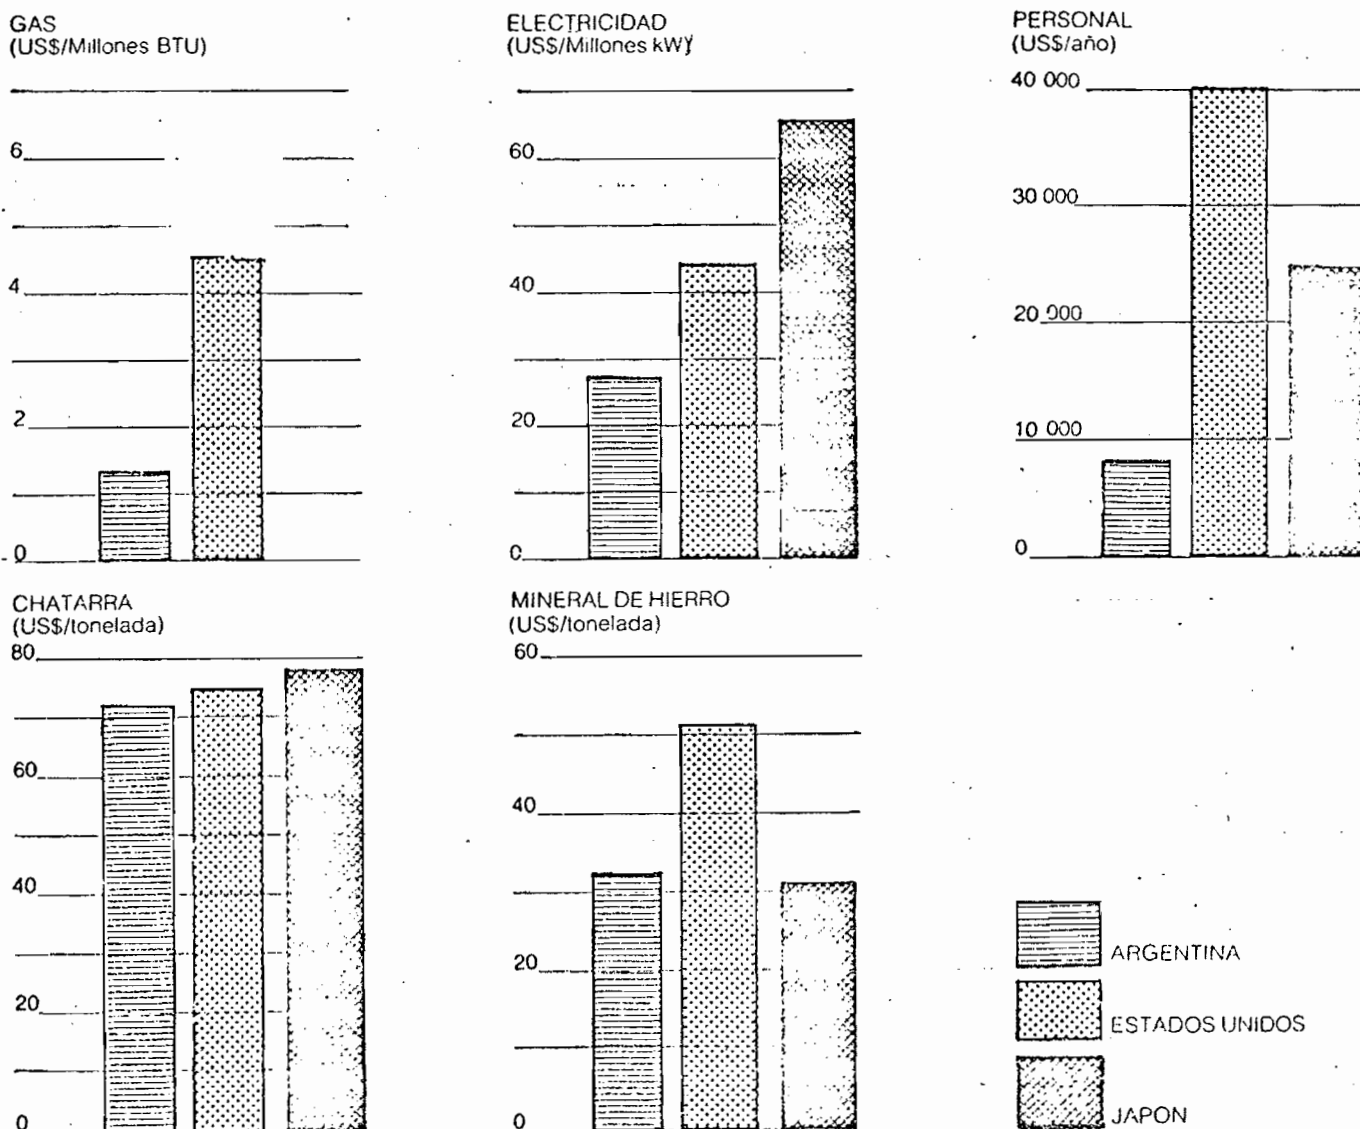 GAS
(US$/Millones BTU)
6
4
2
0
ELECTRICIDAD
(US$/Millones kWY
60
40
20
0
PERSONAL
(US$/año)
40 000
30 000
20 000
10 000
0
CHATARRA
(US$/tonelada)
80
60
40
20
0
MINERAL DE HIERRO
(US$/tonelada)
60
40
20
0
ARGENTINA
ESTADOS UNIDOS
JAPON